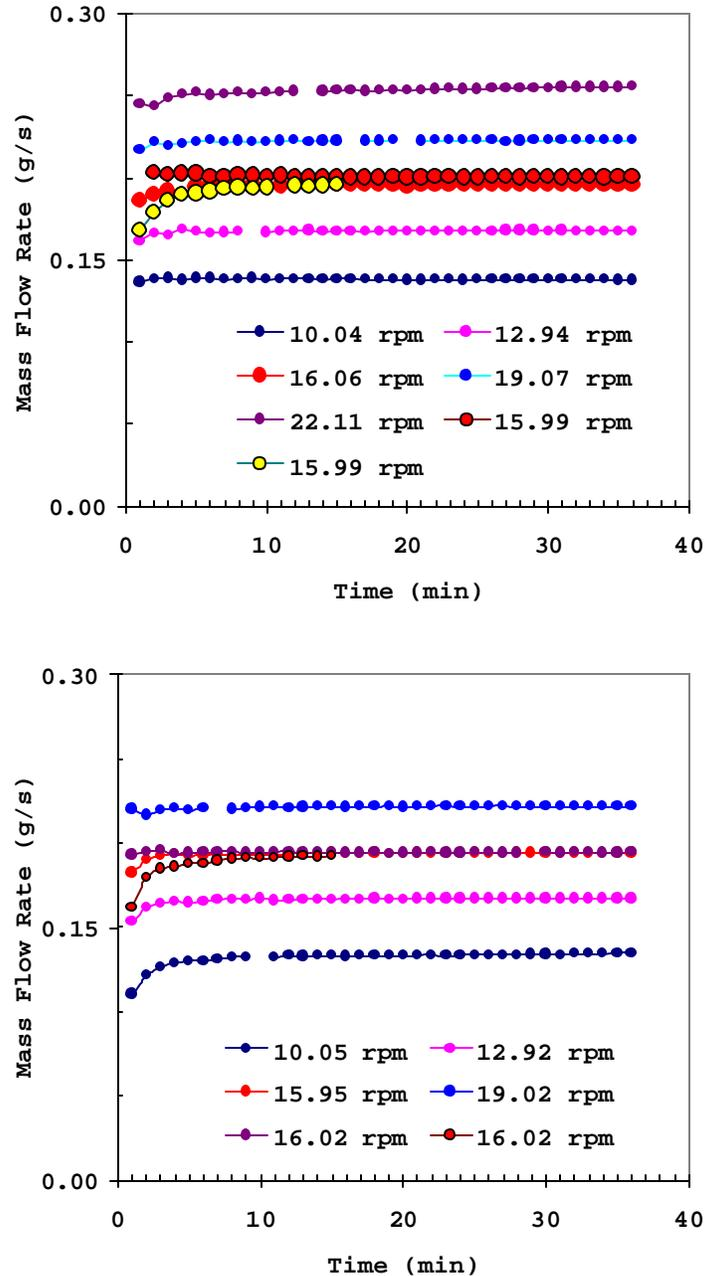 0.30
0.15
0.00
Mass Flow Rate (g/s)
10.04 rpm 12.94 rpm
16.06 rpm 19.07 rpm
22.11 rpm 15.99 rpm
15.99 rpm
0 10 20 30 40
Time (min)
0.30
0.15
0.00
Mass Flow Rate (g/s)
10.05 rpm 12.92 rpm
15.95 rpm 19.02 rpm
16.02 rpm 16.02 rpm
0 10 20 30 40
Time (min)